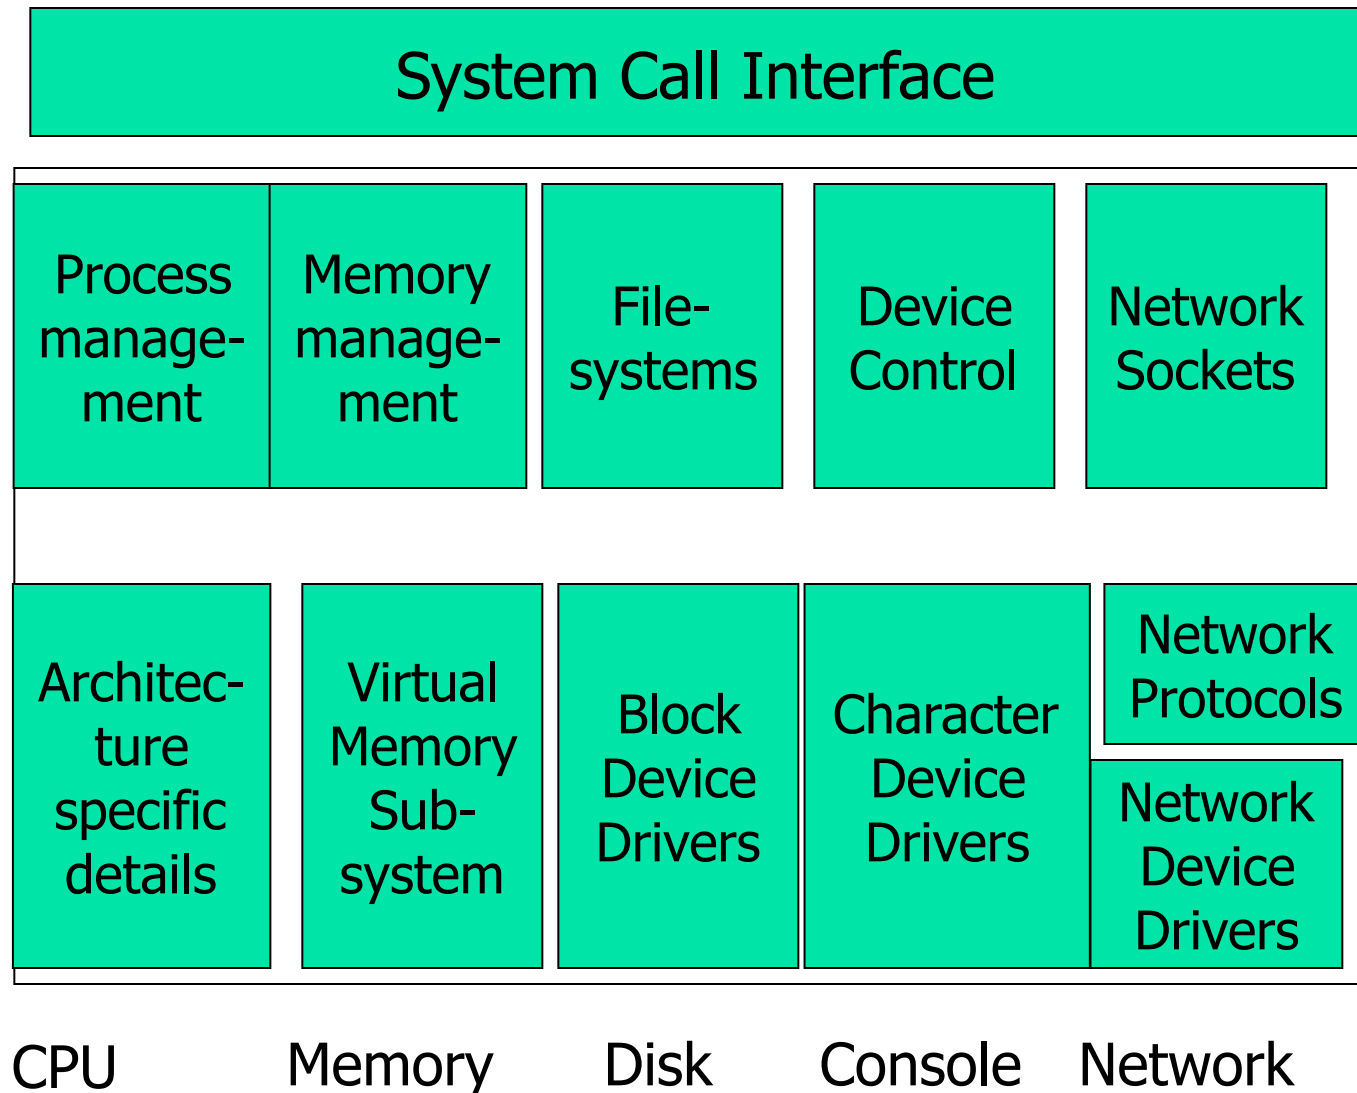 System Call Interface
Process
manage-
ment
Memory
manage-
ment
File-
systems
Device
Control
Network
Sockets
Architec-
ture
specific
details
Virtual
Memory
Sub-
system
Block
Device
Drivers
Character
Device
Drivers
Network
Protocols
Network
Device
Drivers
CPU
Memory
Disk
Console
Network